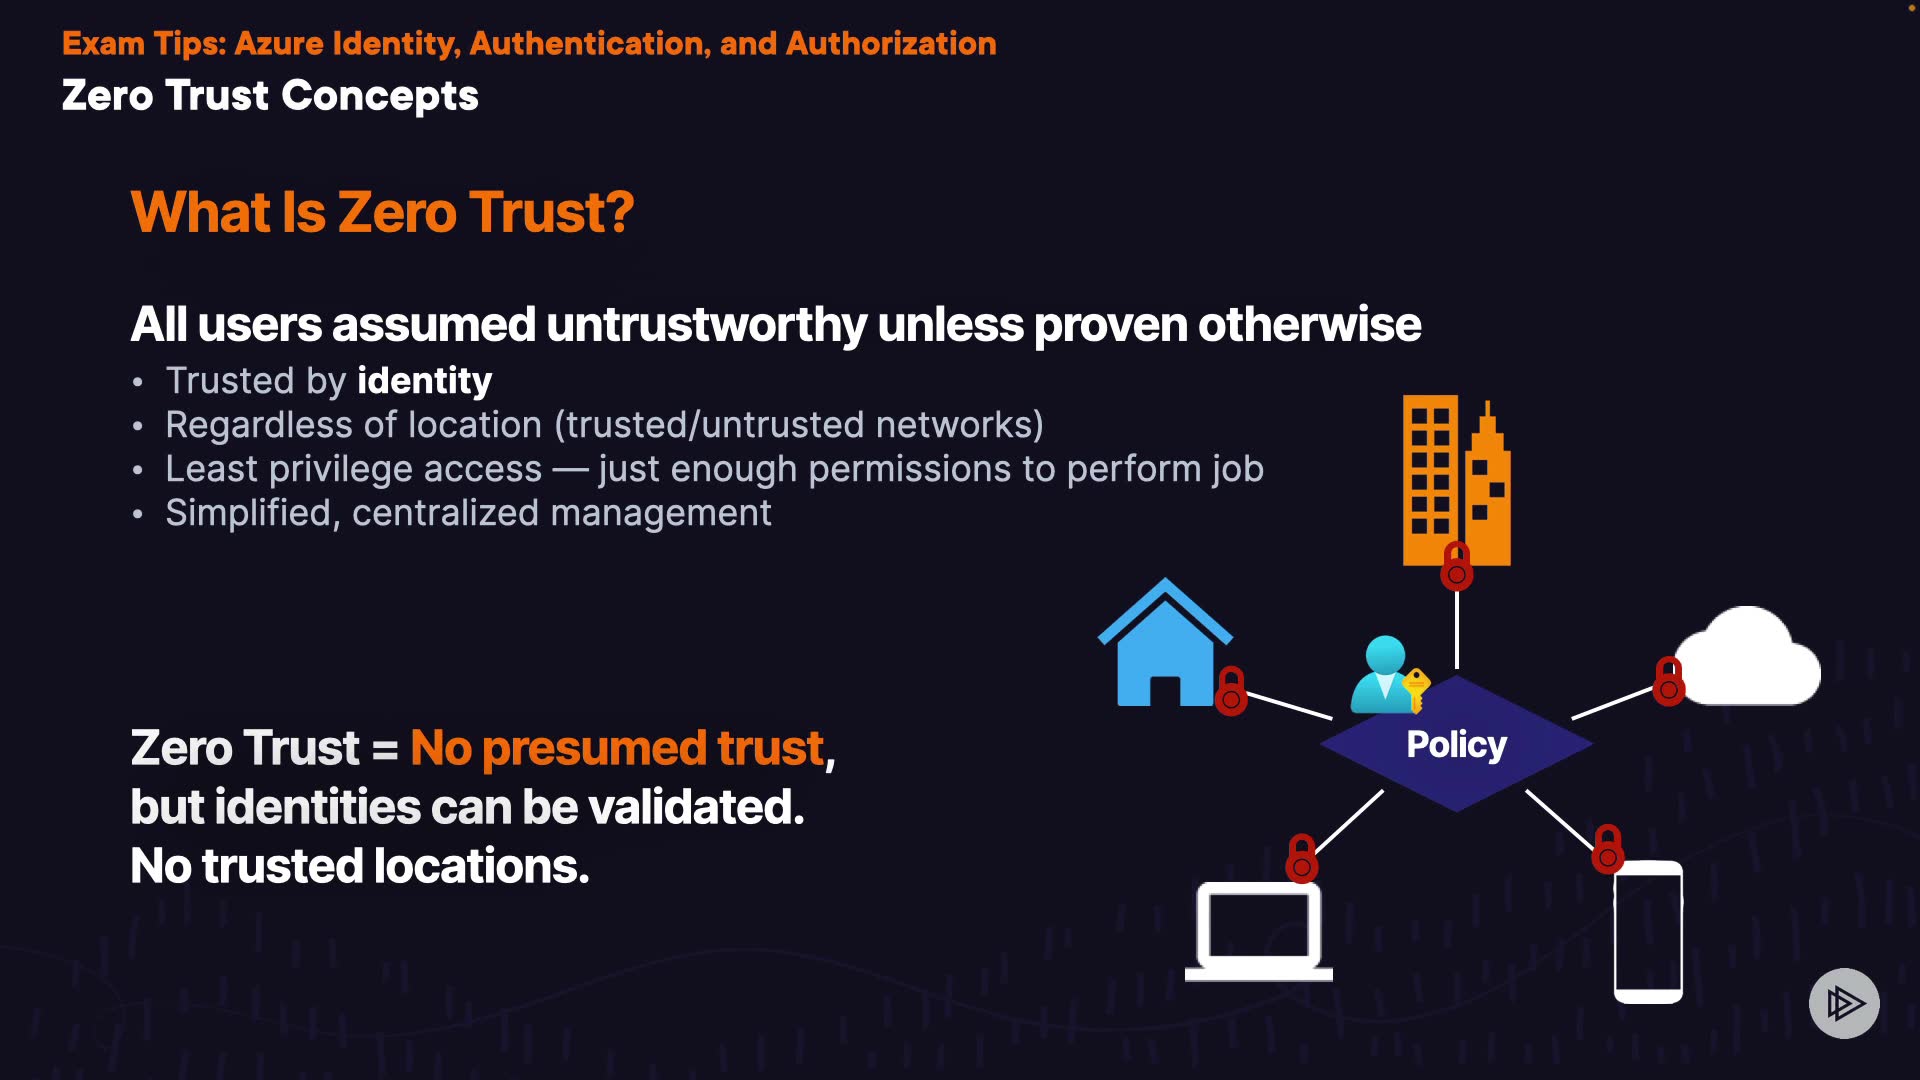 Exam Tips: Azure Identity, Authentication, and Authorization
Zero Trust Concepts
What Is Zero Trust?
All users assumed untrustworthy unless proven otherwise
• Trusted by identity
• Regardless of location (trusted/untrusted networks)
• Least privilege access — just enough permissions to perform job
• Simplified, centralized management
Zero Trust = No presumed trust,
but identities can be validated.
No trusted locations.
Policy